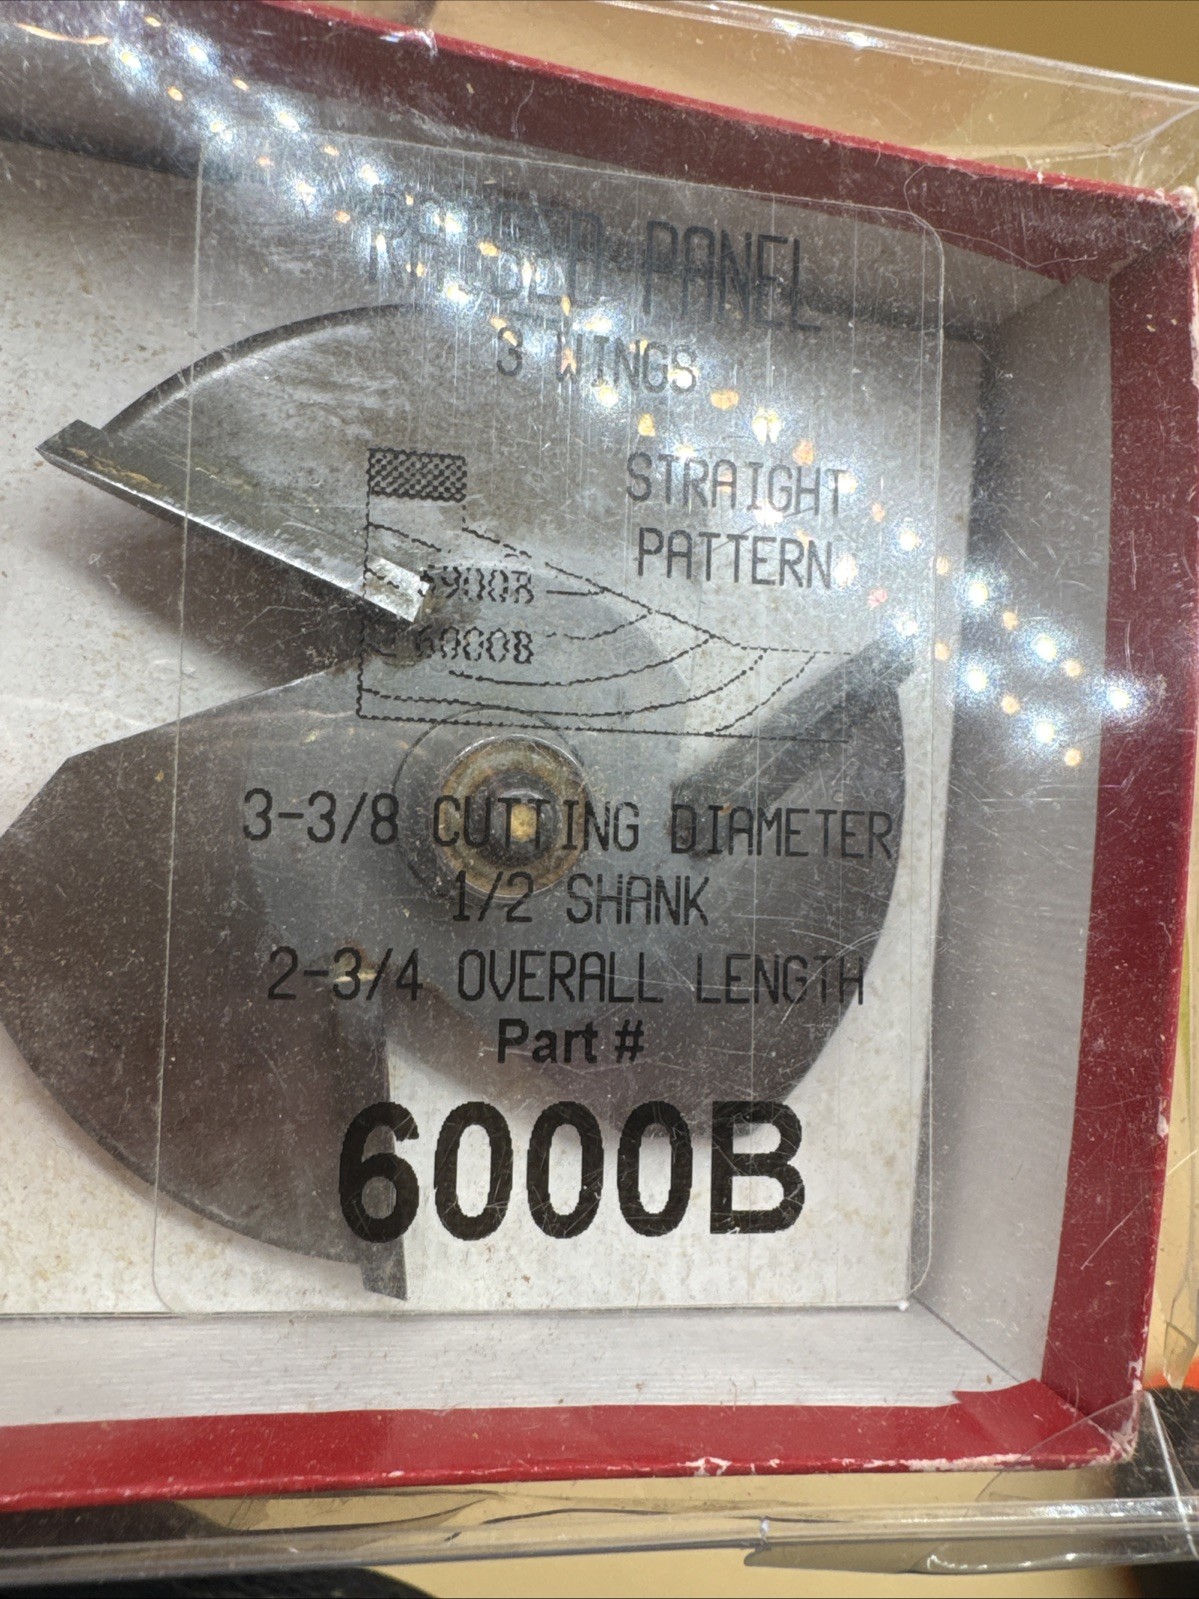 RAISED PANEL
3 WINGS
STRAIGHT
PATTERN
5900B
6000B
3-3/8 CUTTING DIAMETER
1/2 SHANK
2-3/4 OVERALL LENGTH
Part #
6000B